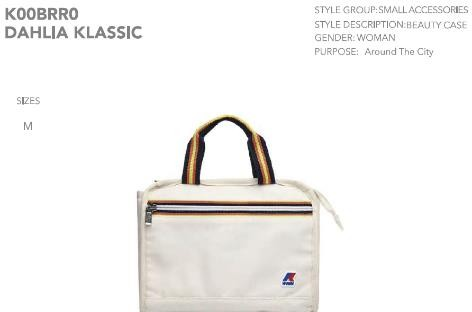 K00BRR0
DAHLIA KLASSIC
STYLE GROUP:SMALL ACCESSORIES
STYLE DESCRIPTION:BEAUTY CASE
GENDER: WOMAN
PURPOSE: Around The City
SIZES
M